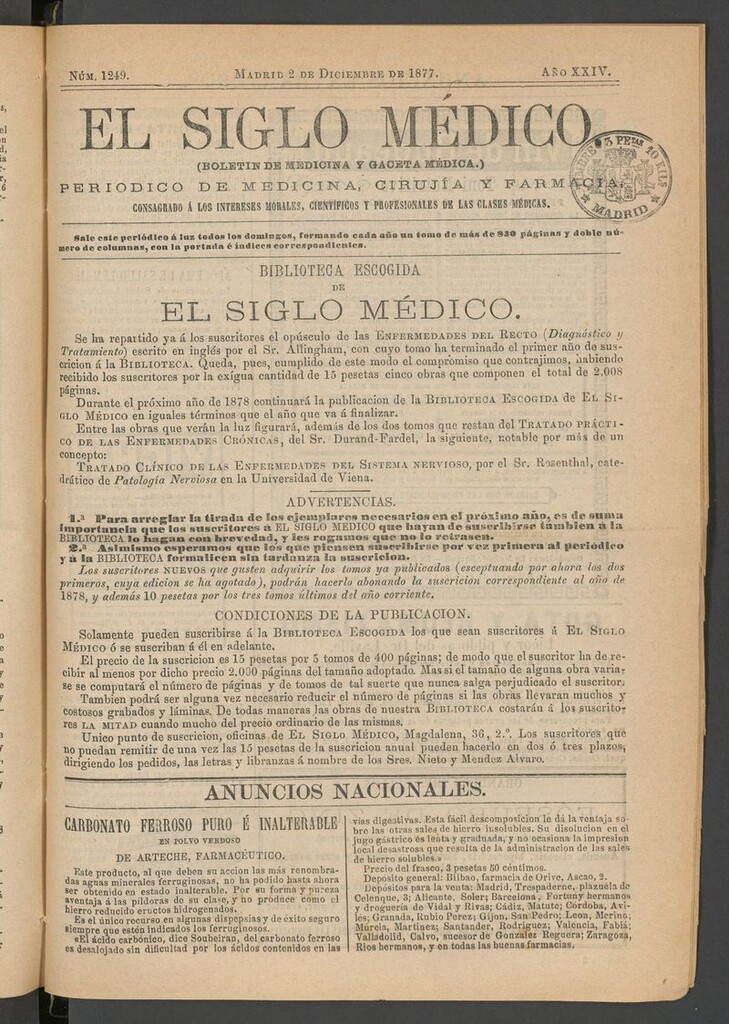 Núm. 1249. Madrid 2 de Diciembre de 1877. Año XXIV.
EL SIGLO MÉDICO
(BOLETIN DE MEDICINA Y GACETA MÉDICA.)
PERIODICO DE MEDICINA, CIRUJÍA Y FARMACIA,
CONSAGRADO Á LOS INTERESES MORALES, CIENTÍFICOS Y PROFESIONALES DE LAS CLASES MÉDICAS.
TIMBRE 3 PETAS 10 KILS
MADRID
Sale este periódico á luz todos los domingos, formando cada año un tomo de más de 830 páginas y doble nú-
mero de columnas, con la portada é índices correspondientes.
BIBLIOTECA ESCOGIDA
DE
EL SIGLO MÉDICO.
Se ha repartido ya á los suscritores el opúsculo de las Enfermedades del Recto (Diagnóstico y
Tratamiento) escrito en inglés por el Sr. Allingham, con cuyo tomo ha terminado el primer año de sus-
cricion á la Biblioteca. Queda, pues, cumplido de este modo el compromiso que contrajimos, habiendo
recibido los suscritores por la exigua cantidad de 15 pesetas cinco obras que componen el total de 2.008
páginas.
Durante el próximo año de 1878 continuará la publicacion de la Biblioteca Escogida de El Si-
glo Médico en iguales términos que el año que va á finalizar.
Entre las obras que verán la luz figurará, además de los dos tomos que restan del Tratado prácti-
co de las Enfermedades Crónicas, del Sr. Durand-Fardel, la siguiente, notable por más de un
concepto:
Tratado Clínico de las Enfermedades del Sistema nervioso, por el Sr. Rosenthal, cate-
drático de Patología Nerviosa en la Universidad de Viena.
ADVERTENCIAS.
1.ª Para arreglar la tirada de los ejemplares necesarios en el próximo año, es de suma
importancia que los suscritores á EL SIGLO MEDICO que hayan de suscribirse tambien á la
BIBLIOTECA lo hagan con brevedad, y les rogamos que no lo retrasen.
2.ª Asimismo esperamos que los que piensen suscribirse por vez primera al periódico
y á la BIBLIOTECA formalicen sin tardanza la suscricion.
Los suscritores NUEVOS que gusten adquirir los tomos ya publicados (esceptuando por ahora los dos
primeros, cuya edicion se ha agotado), podrán hacerlo abonando la suscricion correspondiente al año de
1878, y además 10 pesetas por los tres tomos últimos del año corriente.
CONDICIONES DE LA PUBLICACION.
Solamente pueden suscribirse á la Biblioteca Escogida los que sean suscritores á El Siglo
Médico ó se suscriban á él en adelante.
El precio de la suscricion es 15 pesetas por 5 tomos de 400 páginas; de modo que el suscritor ha de re-
cibir al menos por dicho precio 2.000 páginas del tamaño adoptado. Mas si el tamaño de alguna obra varia-
se se computará el número de páginas y de tomos de tal suerte que nunca salga perjudicado el suscritor.
Tambien podrá ser alguna vez necesario reducir el número de páginas si las obras llevaran muchos y
costosos grabados y láminas. De todas maneras las obras de nuestra Biblioteca costarán á los suscrito-
res la mitad cuando mucho del precio ordinario de las mismas.
Unico punto de suscricion, oficinas de El Siglo Médico, Magdalena, 36, 2.º. Los suscritores que
no puedan remitir de una vez las 15 pesetas de la suscricion anual pueden hacerlo en dos ó tres plazos,
dirigiendo los pedidos, las letras y libranzas á nombre de los Sres. Nieto y Mendez Alvaro.
ANUNCIOS NACIONALES.
CARBONATO FERROSO PURO É INALTERABLE
EN POLVO VERDOSO
DE ARTECHE, FARMACÉUTICO.
Este producto, al que deben su accion las más renombra-
das aguas minerales ferruginosas, no ha podido hasta ahora
ser obtenido en estado inalterable. Por su forma y pureza
aventaja á las píldoras de su clase, y no produce como el
hierro reducido eructos hidrogenados.
Es el único recurso en algunas dispepsias y de éxito seguro
siempre que estén indicados los ferruginosos.
«El ácido carbónico, dice Soubeiran, del carbonato ferroso
es desalojado sin dificultad por los ácidos contenidos en las
vias digestivas. Esta fácil descomposicion le dá la ventaja so-
bre las otras sales de hierro insolubles. Su disolucion en el
jugo gástrico es lenta y graduada, y no ocasiona la impresion
local desastrosa que resulta de la administracion de las sales
de hierro solubles.»
Precio del frasco, 3 pesetas 50 céntimos.
Depósito general: Bilbao, farmacia de Orive, Ascao, 2.
Depósitos para la venta: Madrid, Trespaderne, plazuela de
Celenque, 3; Alicante, Soler; Barcelona, Fortuny hermanos
y droguería de Vidal y Rivas; Cádiz, Matute; Córdoba, Avi-
lés; Granada, Rubio Perez; Gijon, San Pedro; Leon, Merino;
Múrcia, Martinez; Santander, Rodriguez; Valencia, Fabiá;
Valladolid, Calvo, sucesor de Gonzalez Reguera; Zaragoza,
Rios hermanos, y en todas las buenas farmacias.